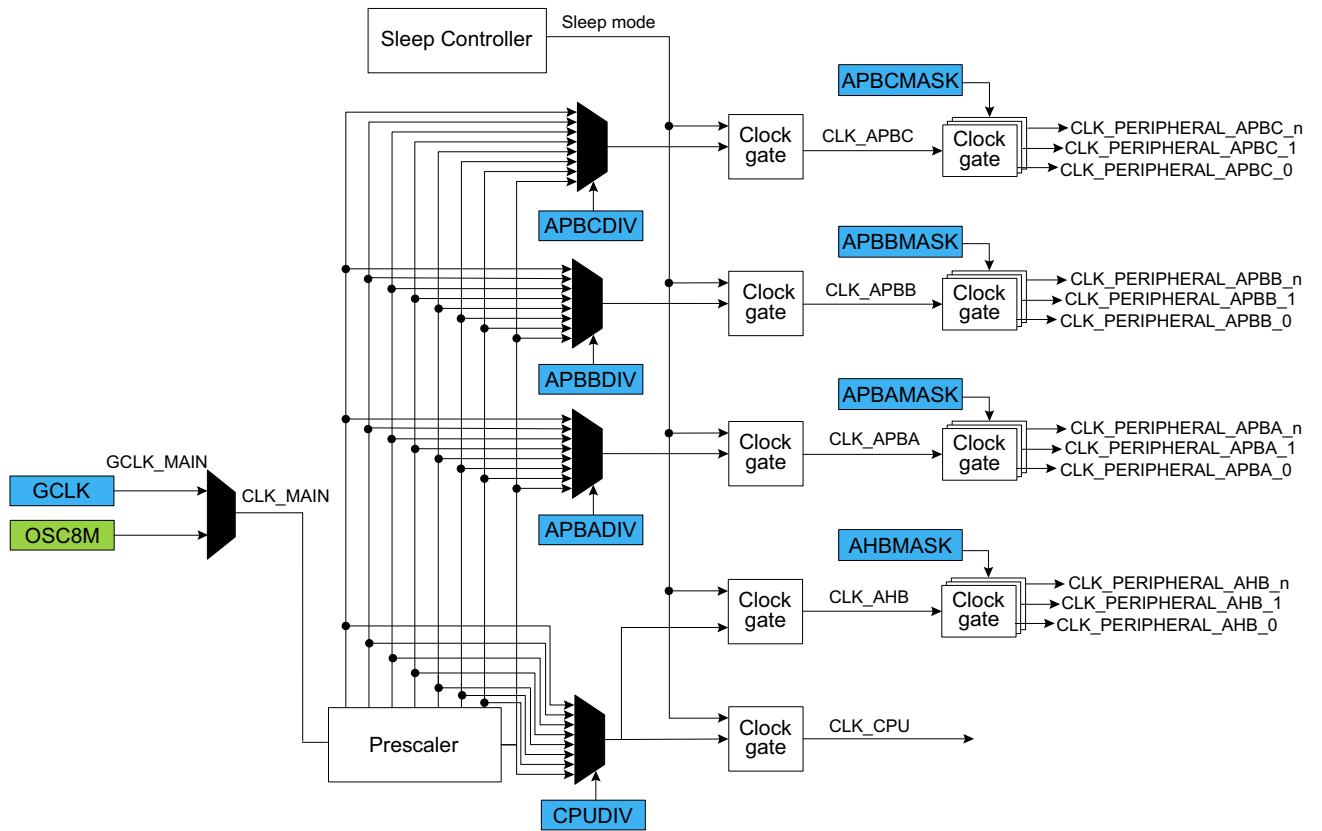 Sleep mode
Sleep Controller
APBCMASK
Clock
gate
CLK_APBC
Clock
gate
CLK_PERIPHERAL_APBC_n
CLK_PERIPHERAL_APBC_1
CLK_PERIPHERAL_APBC_0
APBCDIV
APBBMASK
Clock
gate
CLK_APBB
Clock
gate
CLK_PERIPHERAL_APBB_n
CLK_PERIPHERAL_APBB_1
CLK_PERIPHERAL_APBB_0
APBBDIV
APBAMASK
Clock
gate
CLK_APBA
Clock
gate
CLK_PERIPHERAL_APBA_n
CLK_PERIPHERAL_APBA_1
CLK_PERIPHERAL_APBA_0
GCLK_MAIN
GCLK
CLK_MAIN
OSC8M
APBADIV
AHBMASK
Clock
gate
CLK_AHB
Clock
gate
CLK_PERIPHERAL_AHB_n
CLK_PERIPHERAL_AHB_1
CLK_PERIPHERAL_AHB_0
Prescaler
Clock
gate
CLK_CPU
CPUDIV